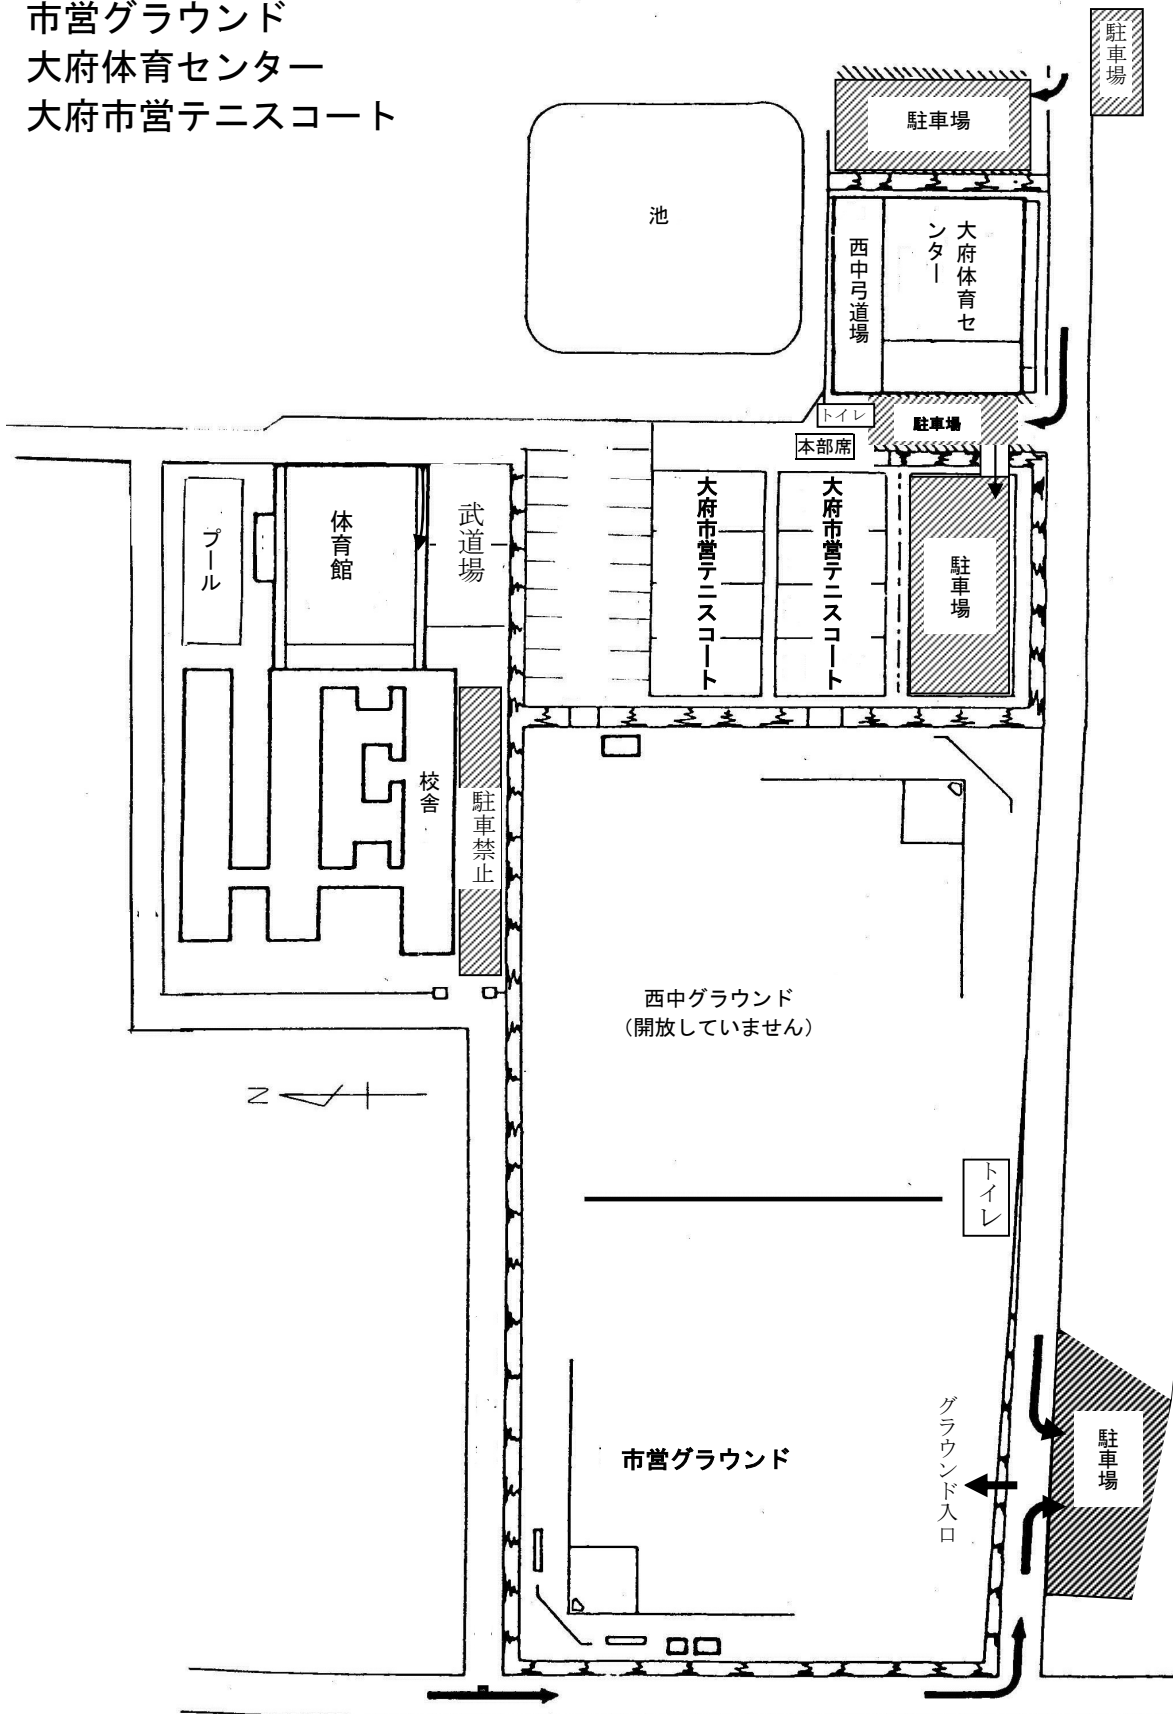 市営グラウンド
大府体育センター
大府市営テニスコート
駐車場
駐車場
池
西中弓道場
大府体育セ
ンター
トイレ
駐車場
本部席
プール
体育館
武道場
大府市営テニスコート
大府市営テニスコート
駐車場
校舎
駐車禁止
西中グラウンド
（開放していません）
N
トイレ
市営グラウンド
グラウンド入口
駐車場